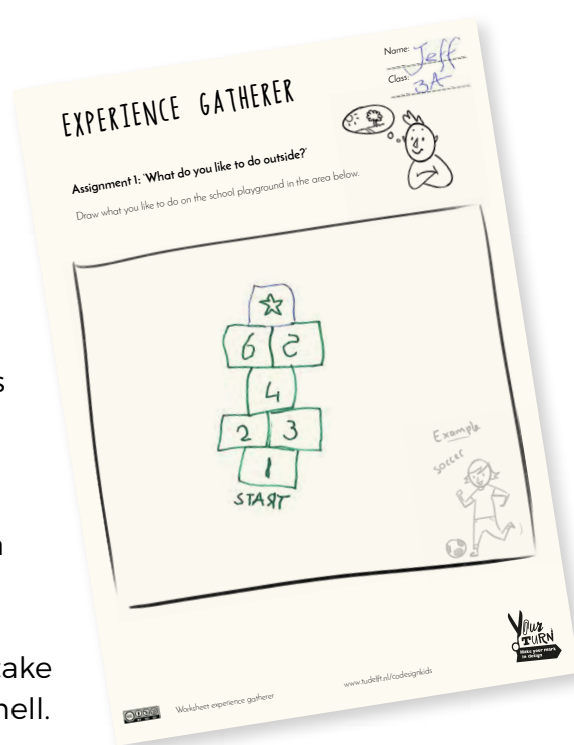 Name: Jeff
Class: 3A
EXPERIENCE GATHERER
Assignment 1: 'What do you like to do outside?'
Draw what you like to do on the school playground in the area below.
6 5
4
2 3
1
START
Example
soccer
s
cake
nell.
YOUR
TURN
Make your mark
in design
www.tudelft.nl/codesignkids
Worksheet experience gatherer